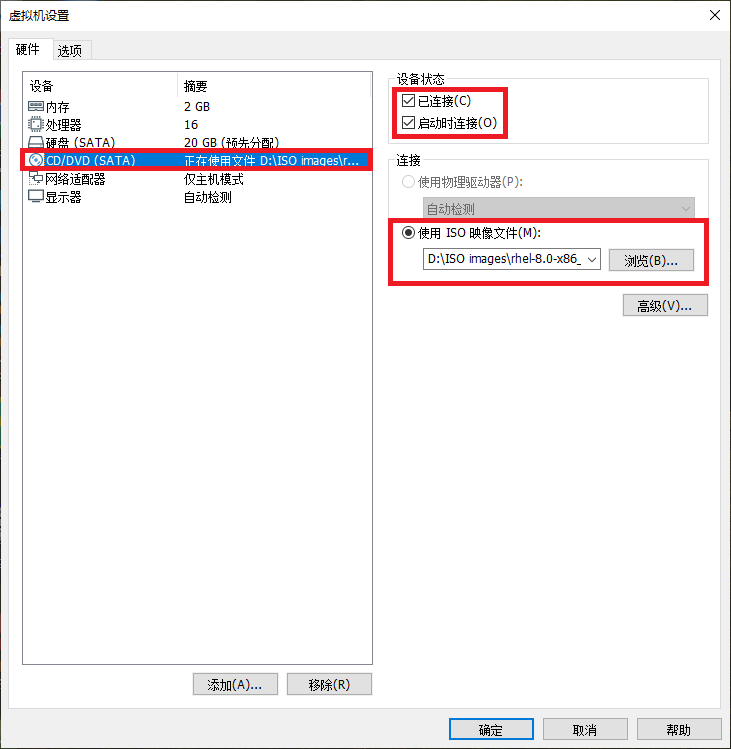 虚拟机设置
硬件 选项
设备 摘要
内存 2 GB
处理器 16
硬盘 (SATA) 20 GB (预先分配)
CD/DVD (SATA) 正在使用文件 D:\ISO images\r...
网络适配器 仅主机模式
显示器 自动检测
添加(A)... 移除(R)
设备状态
已连接(C)
启动时连接(O)
连接
使用物理驱动器(P):
自动检测
使用 ISO 映像文件(M):
D:\ISO images\rhel-8.0-x86_ 浏览(B)...
高级(V)...
确定 取消 帮助